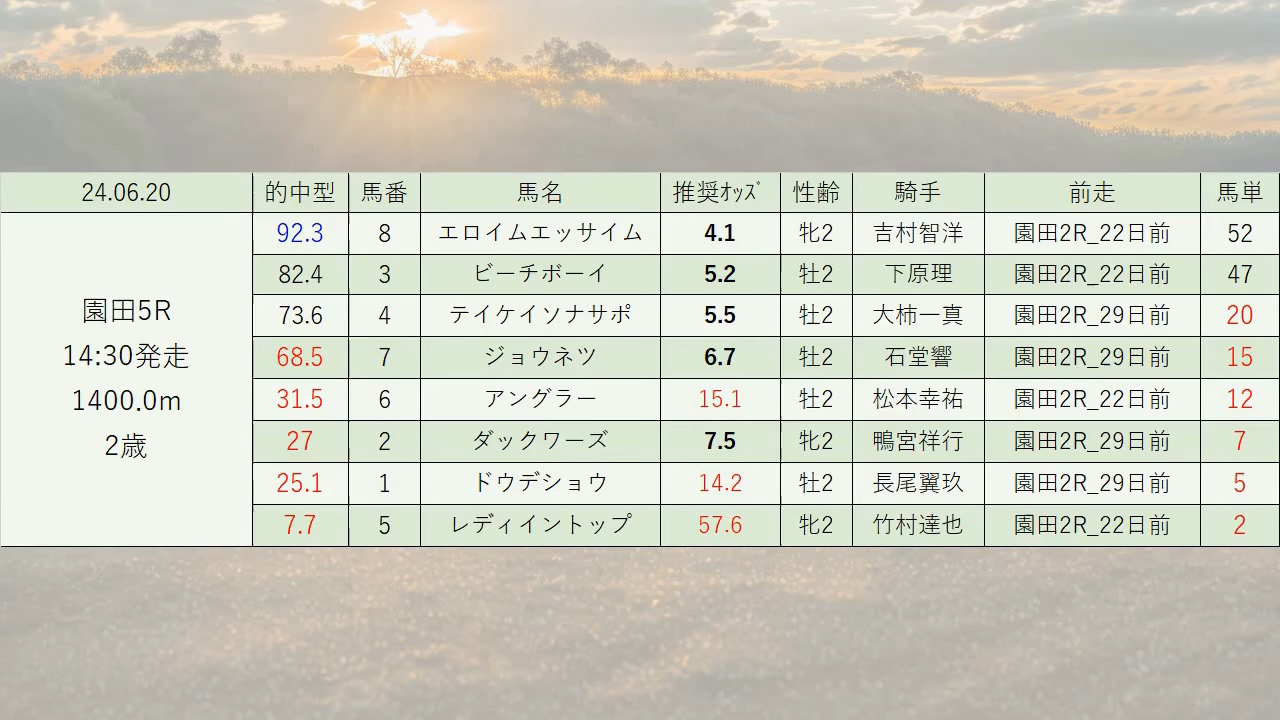 24.06.20 的中型 馬番 馬名 推奨ｵｯｽﾞ 性齢 騎手 前走 馬単
園田5R
14:30発走
1400.0m
2歳
92.3 8 エロイムエッサイム 4.1 牝2 吉村智洋 園田2R_22日前 52
82.4 3 ビーチボーイ 5.2 牡2 下原理 園田2R_22日前 47
73.6 4 テイケイソナサポ 5.5 牡2 大柿一真 園田2R_29日前 20
68.5 7 ジョウネツ 6.7 牡2 石堂響 園田2R_29日前 15
31.5 6 アングラー 15.1 牡2 松本幸祐 園田2R_22日前 12
27 2 ダックワーズ 7.5 牝2 鴨宮祥行 園田2R_29日前 7
25.1 1 ドウデショウ 14.2 牡2 長尾翼玖 園田2R_29日前 5
7.7 5 レディイントップ 57.6 牝2 竹村達也 園田2R_22日前 2